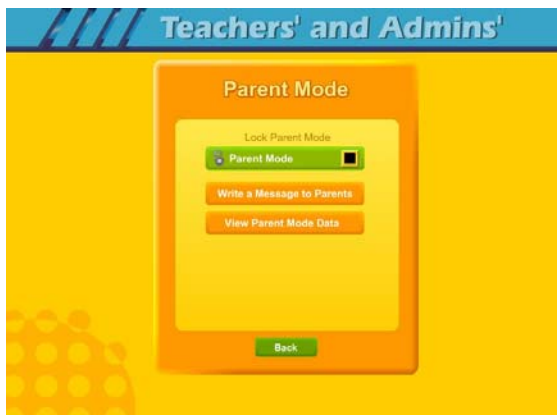 Teachers' and Admins'
Parent Mode
Lock Parent Mode
Parent Mode
Write a Message to Parents
View Parent Mode Data
Back